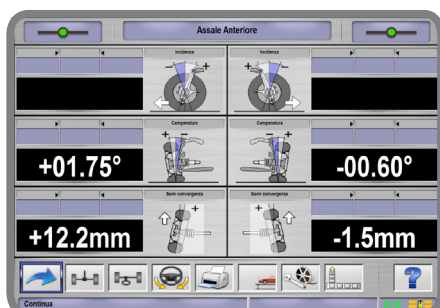 Assale Anteriore
Incidenza
Incidenza
Campanatura
Campanatura
+01.75°
-00.60°
Semi convergenza
Semi convergenza
+12.2mm
-1.5mm
?
Continua